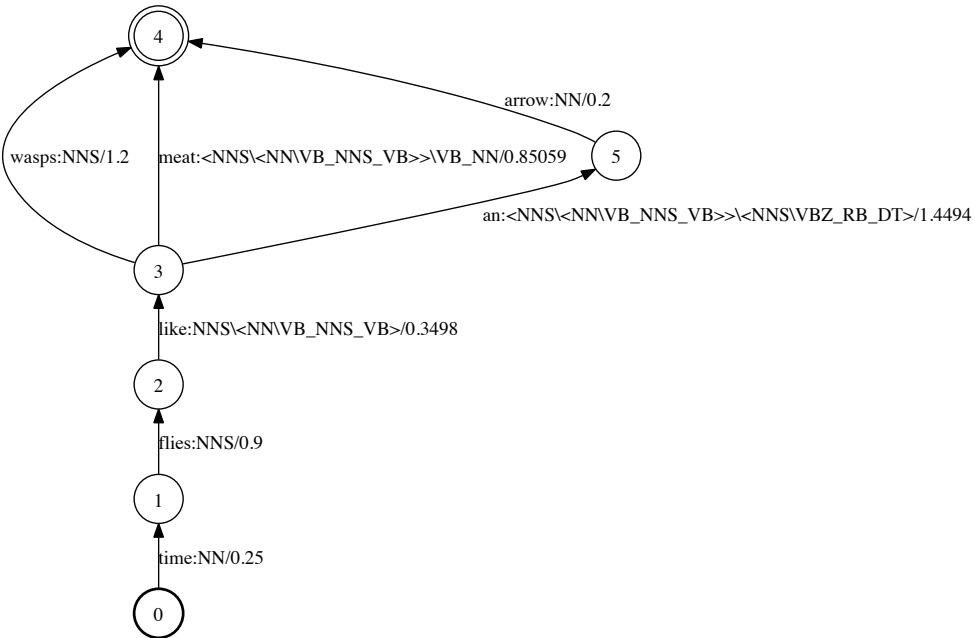 4
arrow:NN/0.2
wasps:NNS/1.2
meat:<NNS\<NN\VB_NNS_VB>>\VB_NN/0.85059
5
an:<NNS\<NN\VB_NNS_VB>>\<NNS\VBZ_RB_DT>/1.4494
3
like:NNS\<NN\VB_NNS_VB>/0.3498
2
flies:NNS/0.9
1
time:NN/0.25
0